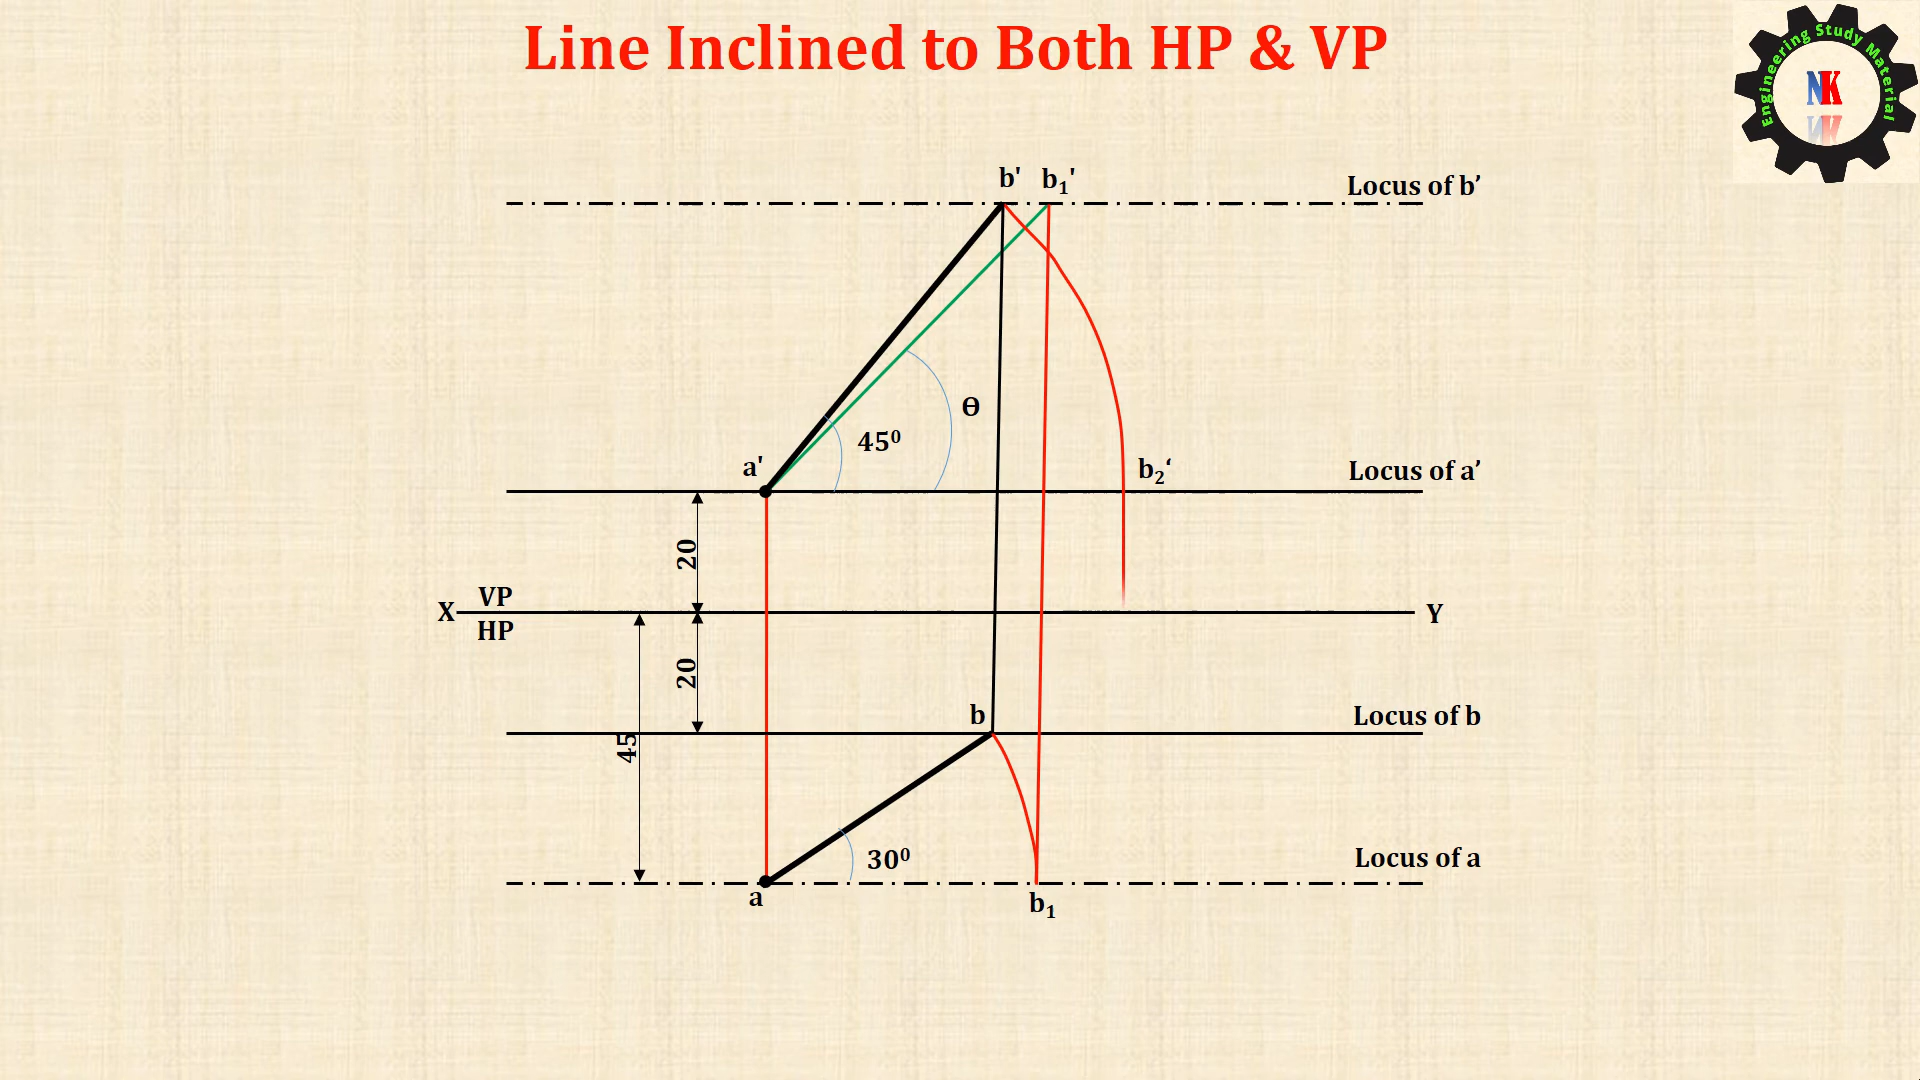 Line Inclined to Both HP & VP
Engineering Study Material
NK
b'
b₁'
Locus of b’
θ
45⁰
a'
b₂‘
Locus of a’
20
VP
X
HP
Y
20
b
Locus of b
45
30⁰
Locus of a
a
b₁